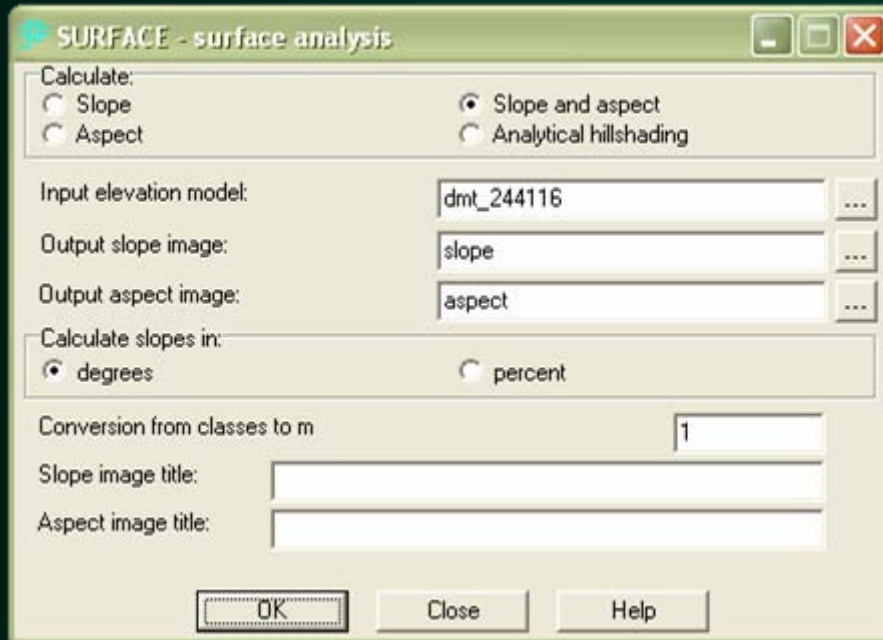 SURFACE - surface analysis
Calculate:
Slope
Slope and aspect
Aspect
Analytical hillshading
Input elevation model:
dmt_244116
...
Output slope image:
slope
...
Output aspect image:
aspect
...
Calculate slopes in:
degrees
percent
Conversion from classes to m
1
Slope image title:
Aspect image title:
OK
Close
Help